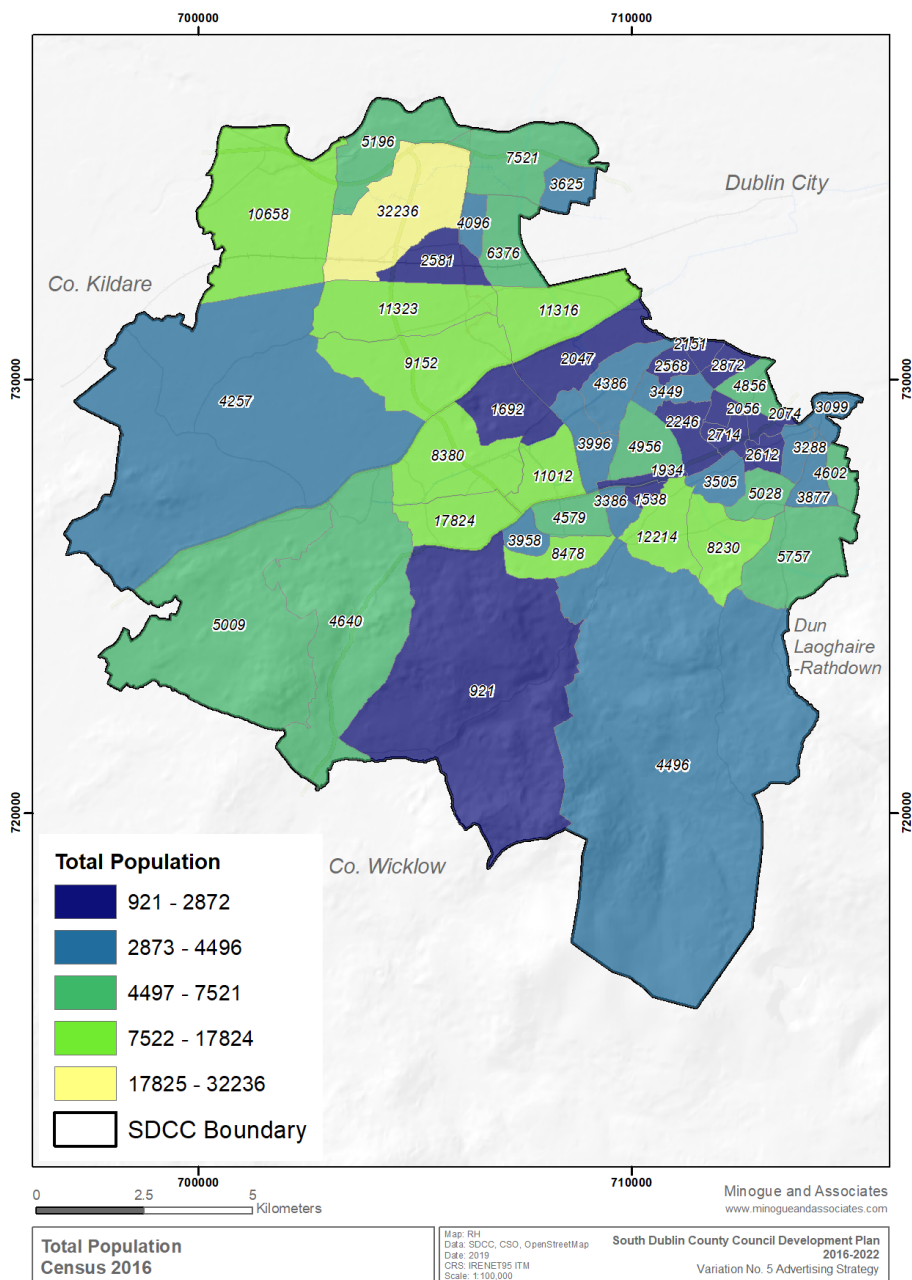 700000
710000
5196
7521
3625
Dublin City
10658
32236
4096
6376
2581
Co. Kildare
11323
11316
2151
2047
2568
2872
730000
730000
9152
4386
3449
4856
4257
1692
2246
2056
2074
3099
2714
3996
4956
3288
8380
2612
1934
4602
11012
3505
5028
3877
3386
1538
17824
4579
3958
12214
8478
8230
5757
5009
4640
Dun
Laoghaire
-Rathdown
921
4496
720000
720000
Co. Wicklow
Total Population
921 - 2872
2873 - 4496
4497 - 7521
7522 - 17824
17825 - 32236
SDCC Boundary
700000
710000
0
2.5
5
Kilometers
Minogue and Associates
www.minogueandassociates.com
Total Population
Census 2016
Map: RH
Data: SDCC, CSO, OpenStreetMap
Date: 2019
CRS: IRENET95 ITM
Scale: 1:100,000
South Dublin County Council Development Plan
2016-2022
Variation No. 5 Advertising Strategy